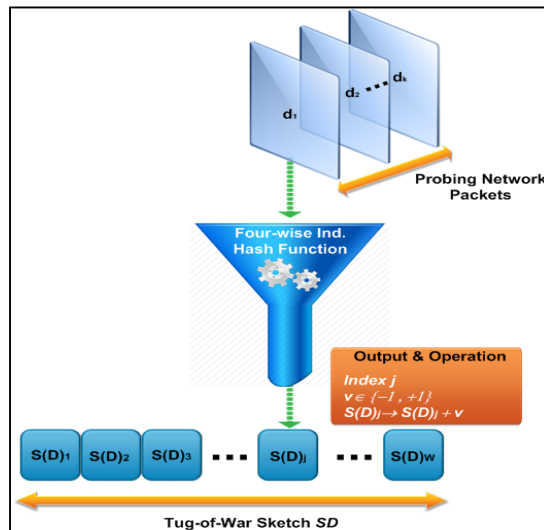 d₁
d₂
dₖ
Probing Network
Packets
Four-wise Ind.
Hash Function
Output & Operation
Index j
v ∈ {−1 , +1}
S(D)ⱼ → S(D)ⱼ + v
S(D)₁ S(D)₂ S(D)₃ S(D)ⱼ S(D)w
Tug-of-War Sketch SD